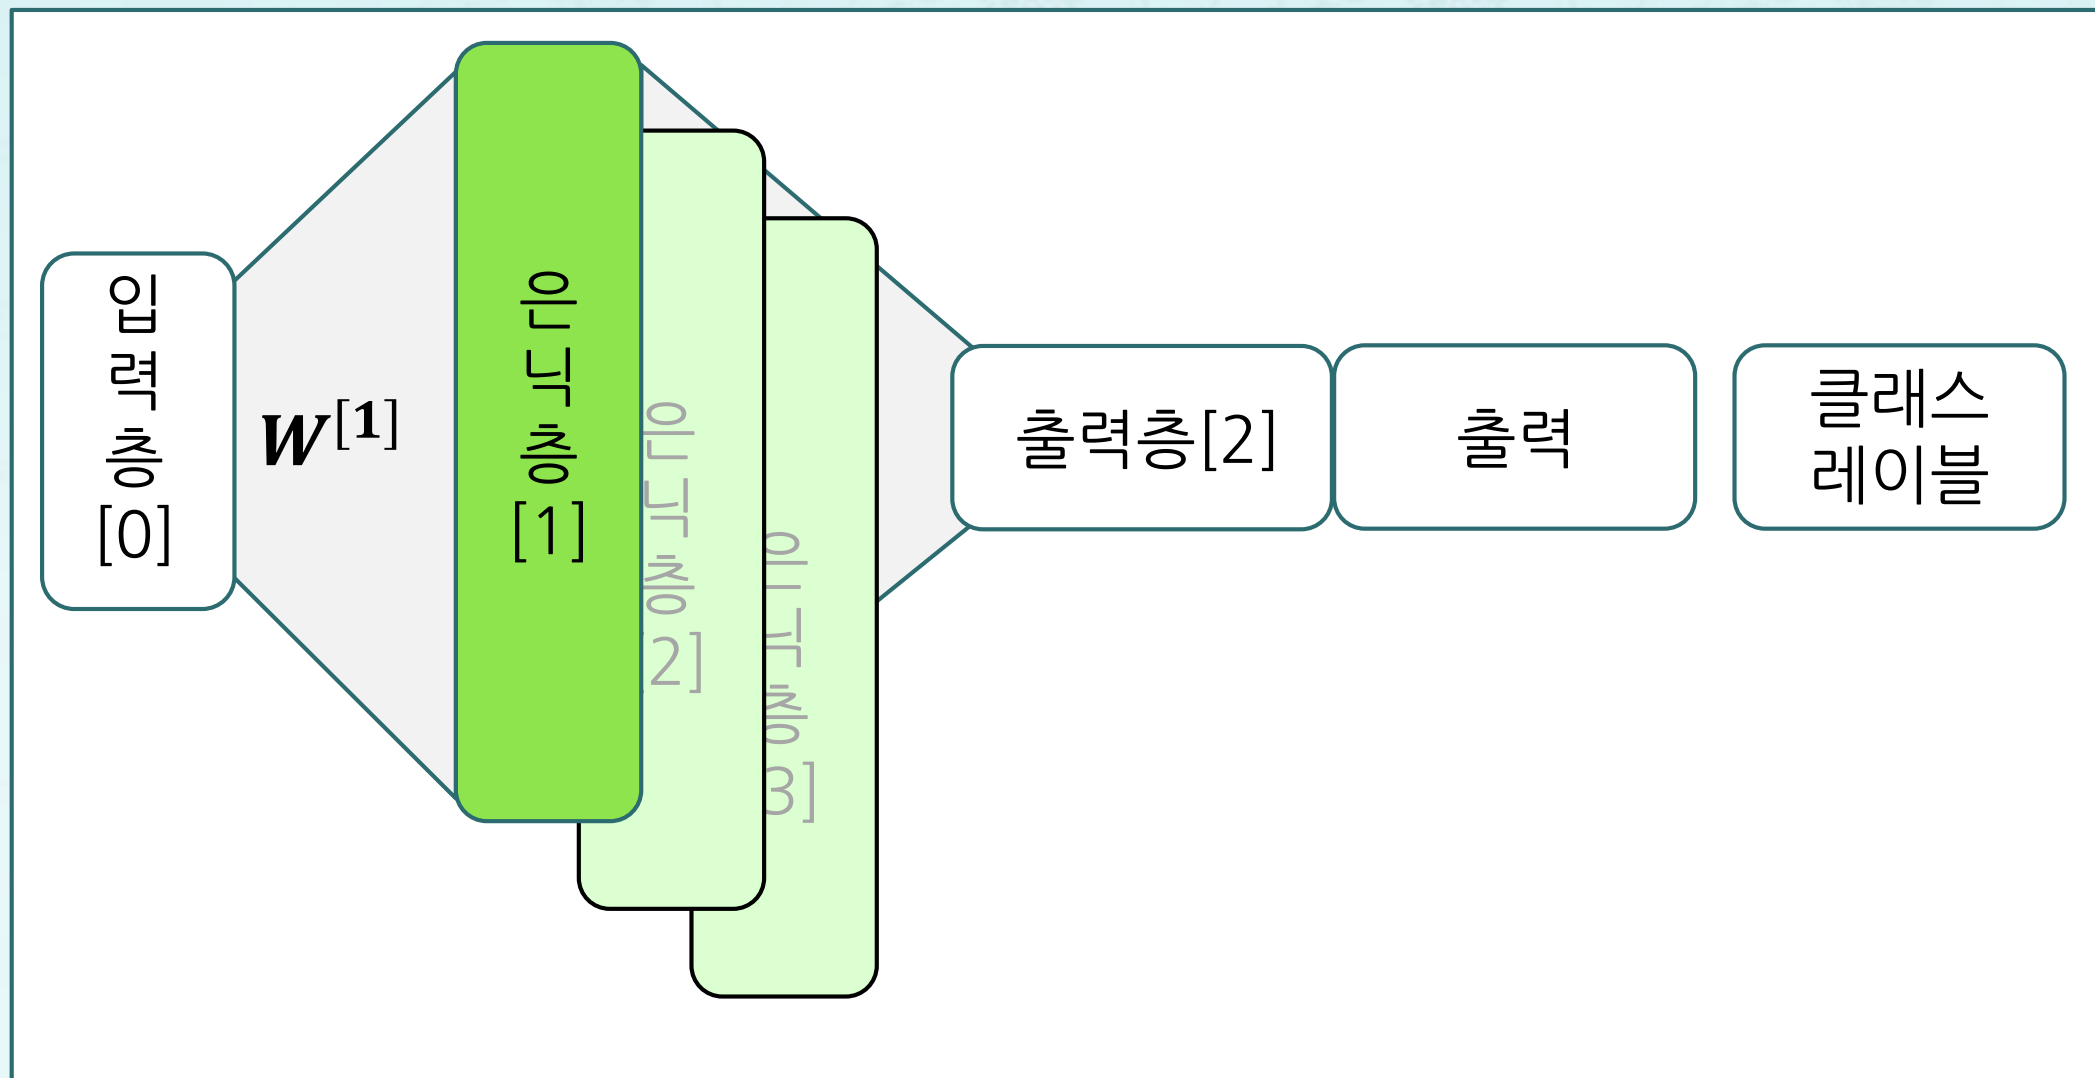 입
력
층
[0]
W[1]
은
닉
층
[1]
은
닉
층
2]
은
닉
층
3]
출력층[2]
출력
클래스
레이블